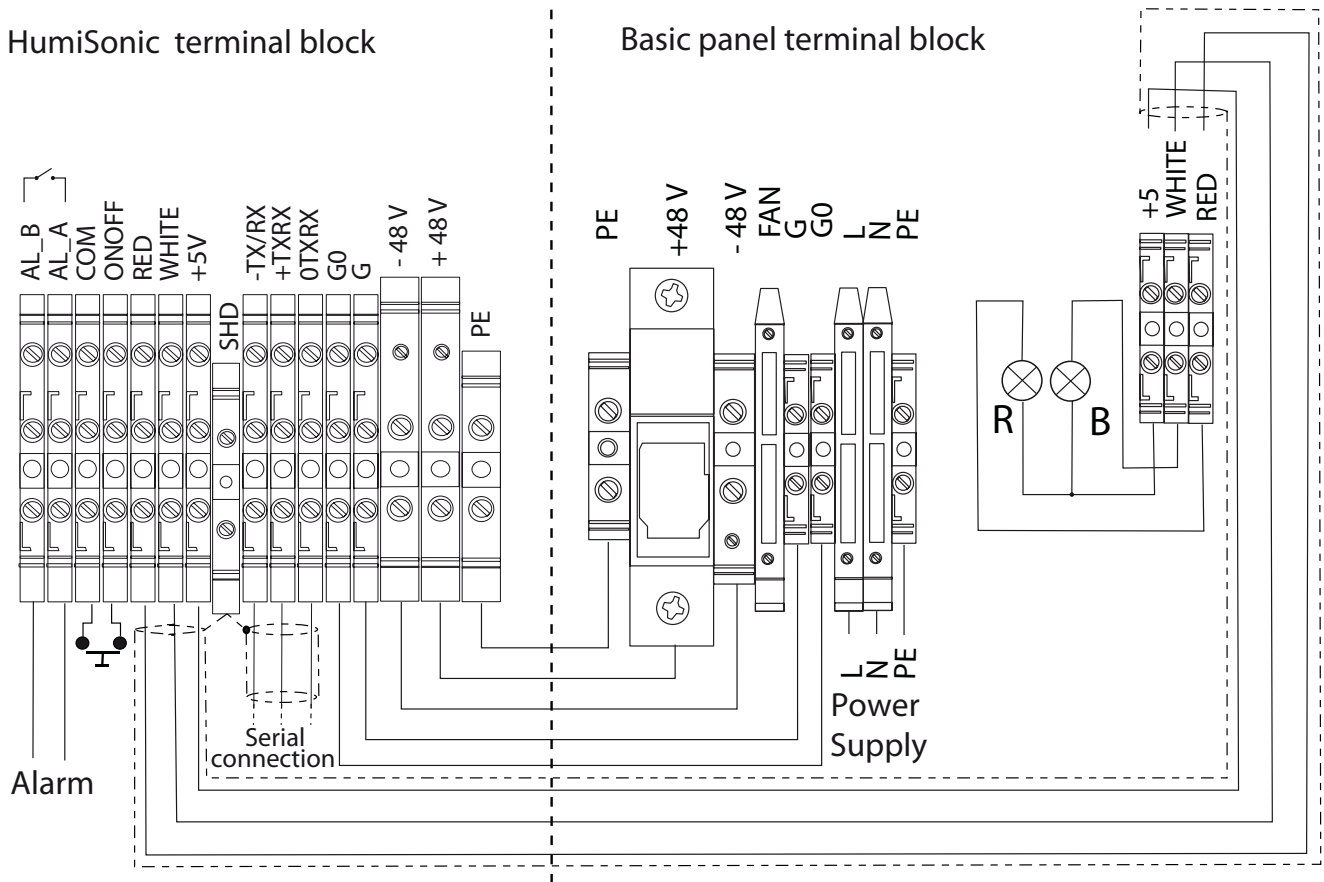 HumiSonic terminal block
Basic panel terminal block
AL_B
AL_A
COM
ONOFF
RED
WHITE
+5V
SHD
-TX/RX
+TXRX
0TXRX
G0
G
- 48 V
+ 48 V
PE
PE
+48 V
- 48 V
FAN
G
G0
L
N
PE
+5
WHITE
RED
R
B
L
N
PE
Power
Supply
Serial
connection
Alarm